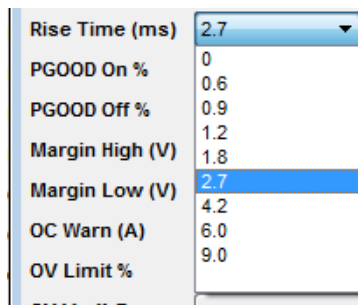 Rise Time (ms) 2.7
PGOOD On % 0
0.6
PGOOD Off % 0.9
1.2
Margin High (V) 1.8
Margin Low (V) 2.7
4.2
OC Warn (A) 6.0
OV Limit % 9.0